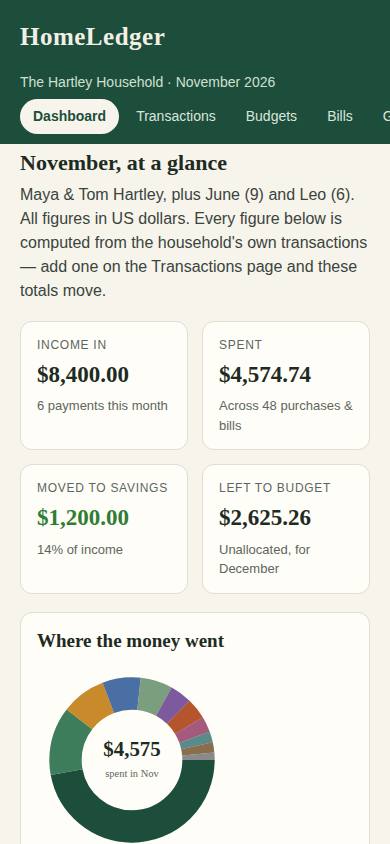 HomeLedger
The Hartley Household · November 2026
Dashboard Transactions Budgets Bills
November, at a glance
Maya & Tom Hartley, plus June (9) and Leo (6).
All figures in US dollars. Every figure below is
computed from the household's own transactions
— add one on the Transactions page and these
totals move.
INCOME IN
$8,400.00
6 payments this month
SPENT
$4,574.74
Across 48 purchases &
bills
MOVED TO SAVINGS
$1,200.00
14% of income
LEFT TO BUDGET
$2,625.26
Unallocated, for
December
Where the money went
$4,575
spent in Nov